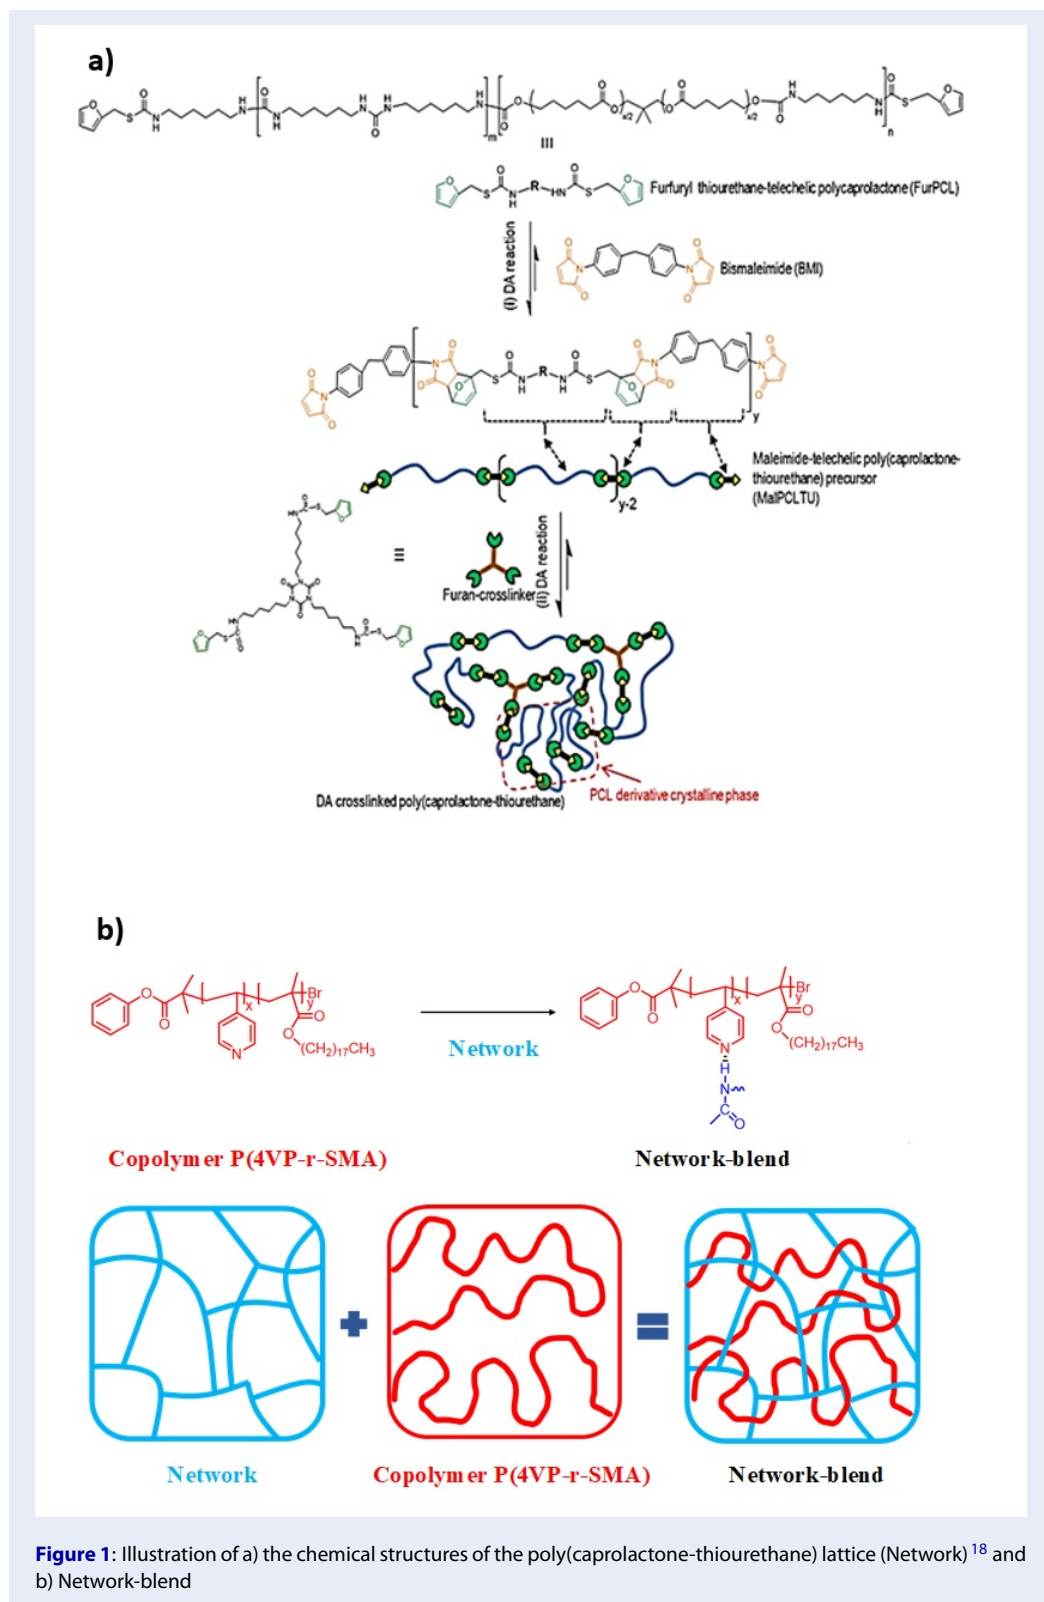 a)
Furfuryl thiourethane-telechelic polycaprolactone (FurPCL)
(i) DA reaction
Bismaleimide (BMI)
Maleimide-telechelic poly(caprolactone-
thiourethane) precursor
(MalPCLTU)
y-2
(ii) DA reaction
Furan-crosslinker
DA crosslinked poly(caprolactone-thiourethane)
PCL derivative crystalline phase
b)
Network
Copolymer P(4VP-r-SMA)
Network-blend
Network
Copolymer P(4VP-r-SMA)
Network-blend
Figure 1: Illustration of a) the chemical structures of the poly(caprolactone-thiourethane) lattice (Network) 18 and
b) Network-blend